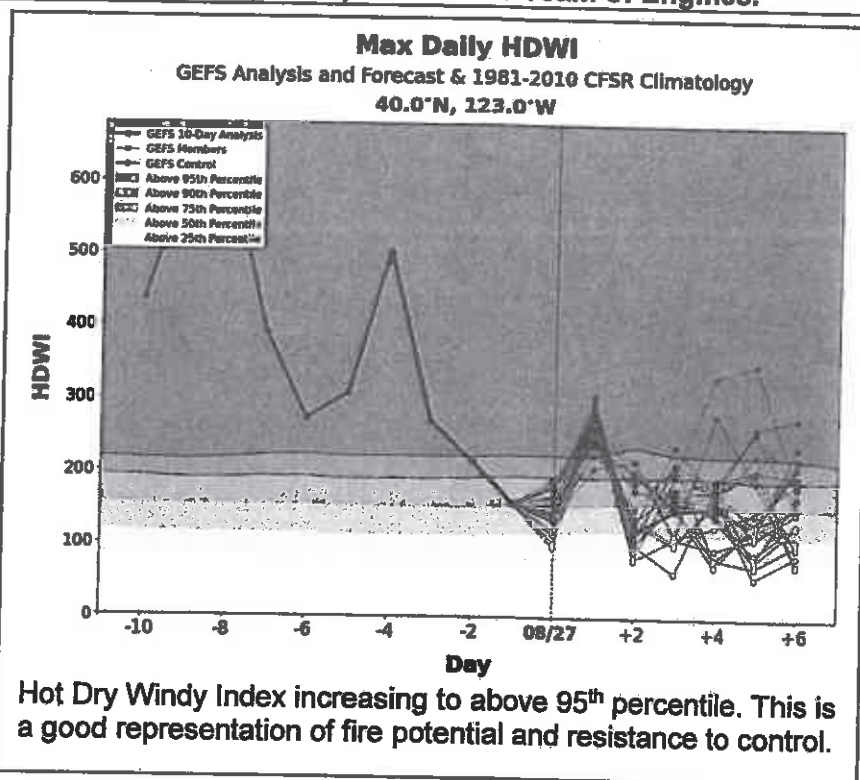 Engines.
Max Daily HDWI
GEFS Analysis and Forecast & 1981-2010 CFSR Climatology
40.0°N, 123.0°W
GEFS 10-Day Analysis
GEFS Members
GEFS Control
Above 95th Percentile
Above 90th Percentile
Above 75th Percentile
Above 50th Percentile
Above 25th Percentile
600
500
400
300
200
100
0
HDWI
-10 -8 -6 -4 -2 08/27 +2 +4 +6
Day
Hot Dry Windy Index increasing to above 95th percentile. This is
a good representation of fire potential and resistance to control.